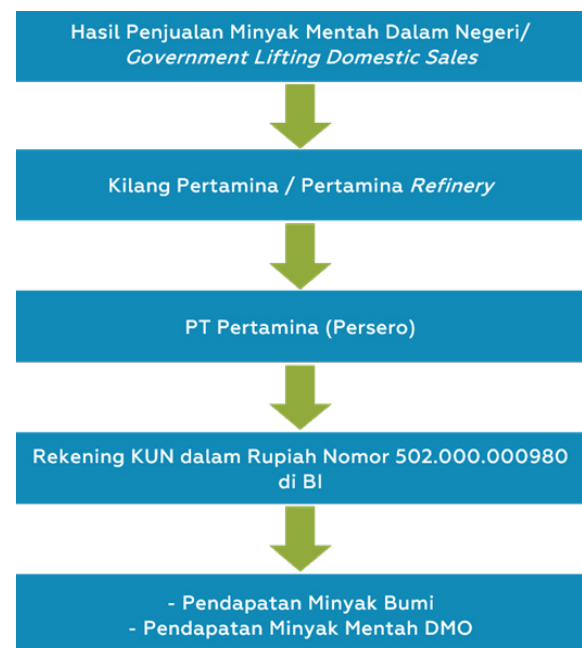 Hasil Penjualan Minyak Mentah Dalam Negeri/
Government Lifting Domestic Sales
Kilang Pertamina / Pertamina Refinery
PT Pertamina (Persero)
Rekening KUN dalam Rupiah Nomor 502.000.000980
di BI
- Pendapatan Minyak Bumi
- Pendapatan Minyak Mentah DMO